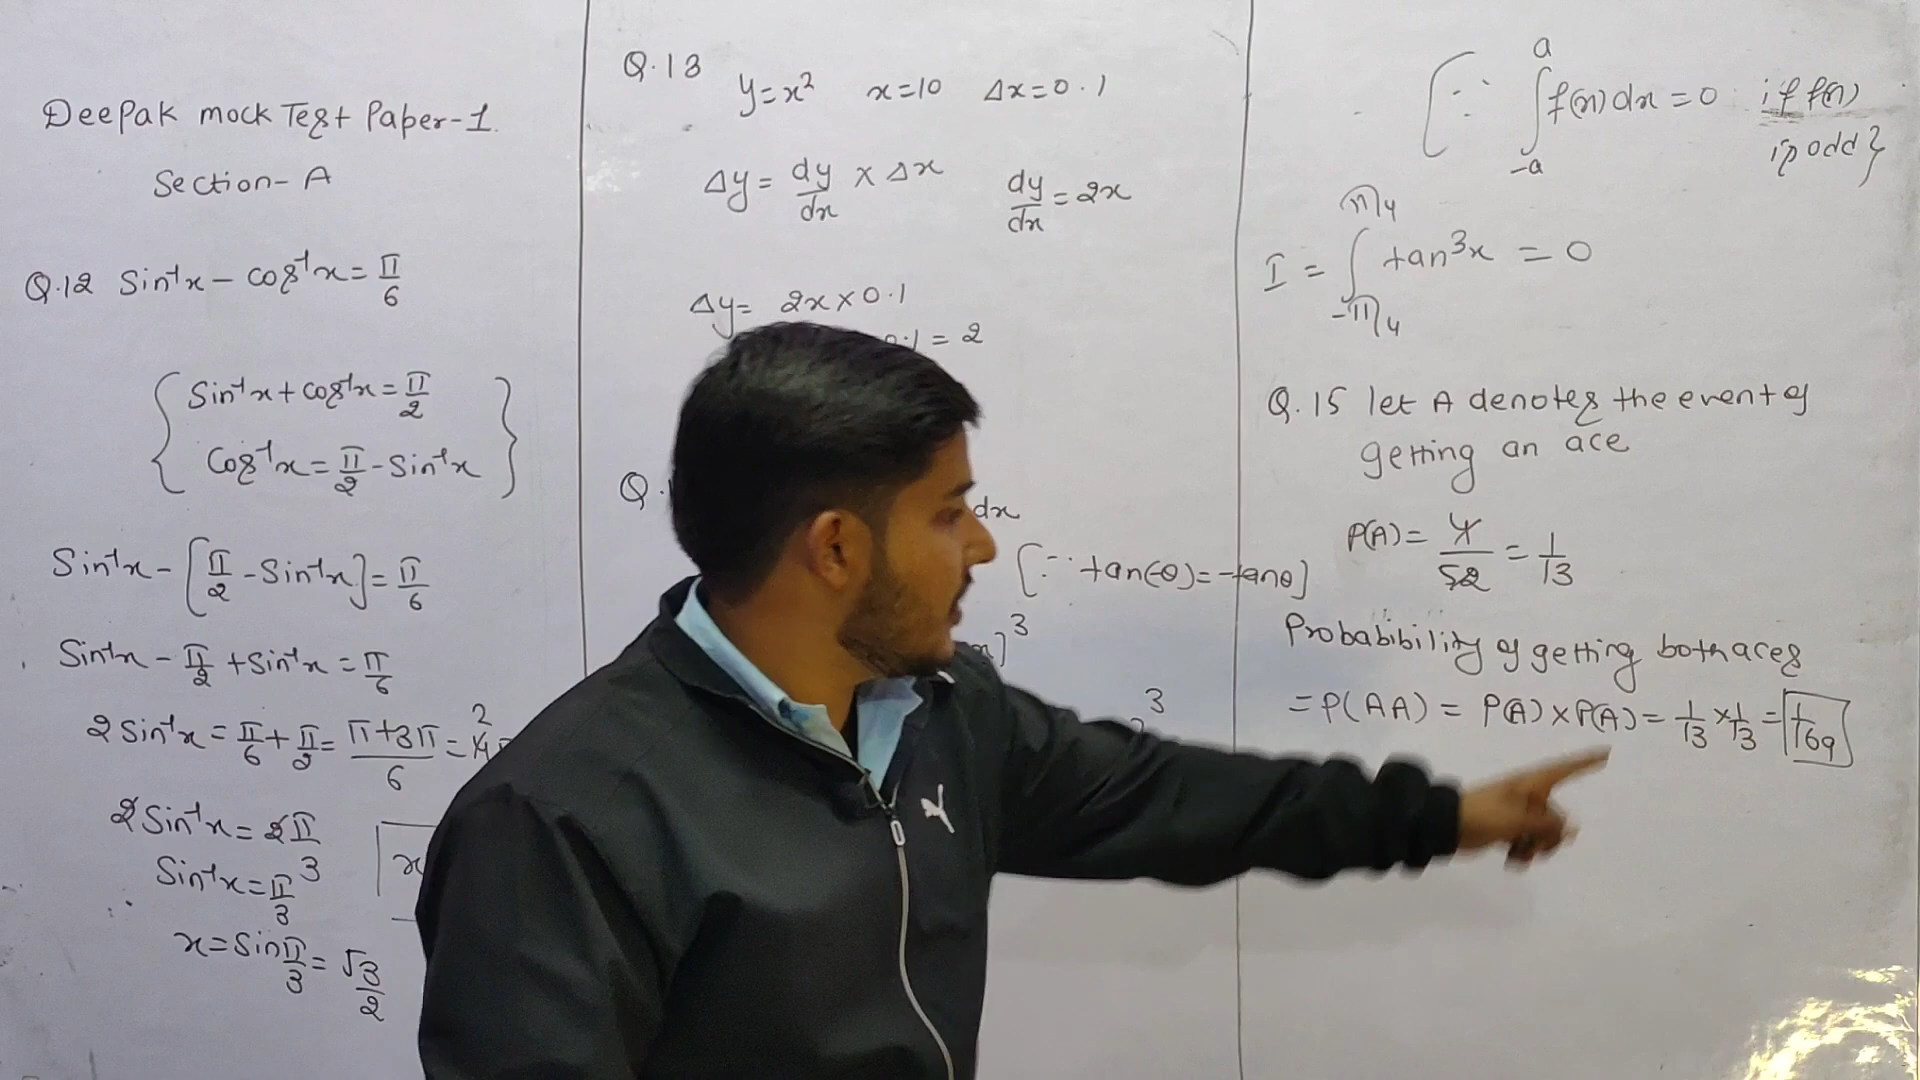 Deepak mock Test Paper-1.
Section-A
Q.12 Sin⁻¹x - Cos⁻¹x = π/6
{ Sin⁻¹x + Cos⁻¹x = π/2
Cos⁻¹x = π/2 - Sin⁻¹x }
Sin⁻¹x - [π/2 - Sin⁻¹x] = π/6
Sin⁻¹x - π/2 + Sin⁻¹x = π/6
2 Sin⁻¹x = π/6 + π/2 = π+3π/6 =
2 Sin⁻¹x = 2π/3
Sin⁻¹x = π/3
x = Sin π/3 = √3/2
x
Q.13
y = x² x=10 Δx=0.1
Δy = dy/dx × Δx dy/dx = 2x
Δy = 2x × 0.1
0.1 = 2
Q.
dx
[∵ tan(-θ) = -tanθ]
x]³
3
[∵ ∫₋ₐᵃ f(x) dx = 0 if f(x)
ip odd}
I = ∫ from -π/4 to π/4 tan³x = 0
Q.15 let A denotes the event of
getting an ace
P(A) = 4/52 = 1/13
Probabibility of getting both aces
= P(AA) = P(A) × P(A) = 1/13 × 1/13 = 1/169